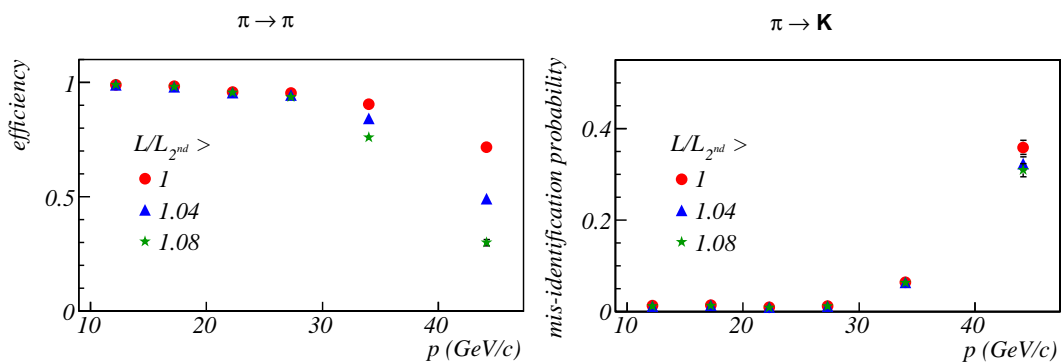 π → π
efficiency
1
0.5
0
L/L2nd >
1
1.04
1.08
10 20 30 40
p (GeV/c)
π → K
mis-identification probability
0.4
0.2
0
L/L2nd >
1
1.04
1.08
10 20 30 40
p (GeV/c)